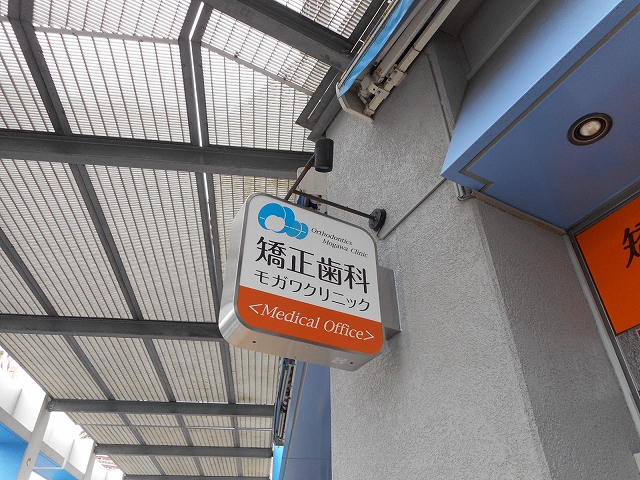 Orthodontics
Mogawa Clinic
矯正歯科
モガワクリニック
<Medical Office>